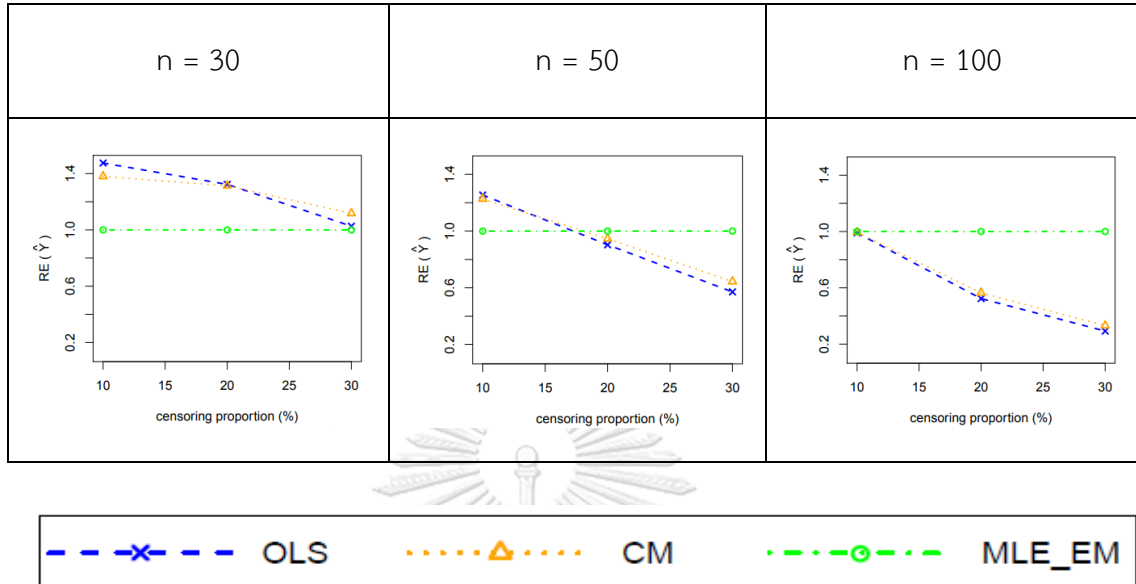 n = 30
n = 50
n = 100
RE ( Ŷ )
1.4
1.0
0.6
0.2
10 15 20 25 30
censoring proportion (%)
RE ( Ŷ )
1.4
1.0
0.6
0.2
10 15 20 25 30
censoring proportion (%)
RE ( Ŷ )
1.4
1.0
0.6
0.2
10 15 20 25 30
censoring proportion (%)
OLS CM MLE_EM